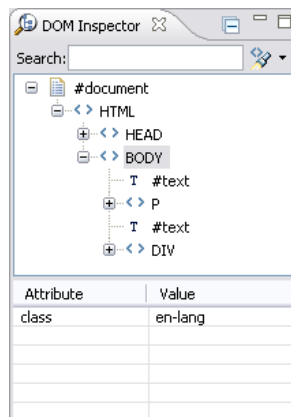 DOM Inspector
Search:
#document
HTML
HEAD
BODY
T #text
P
T #text
DIV
Attribute Value
class en-lang